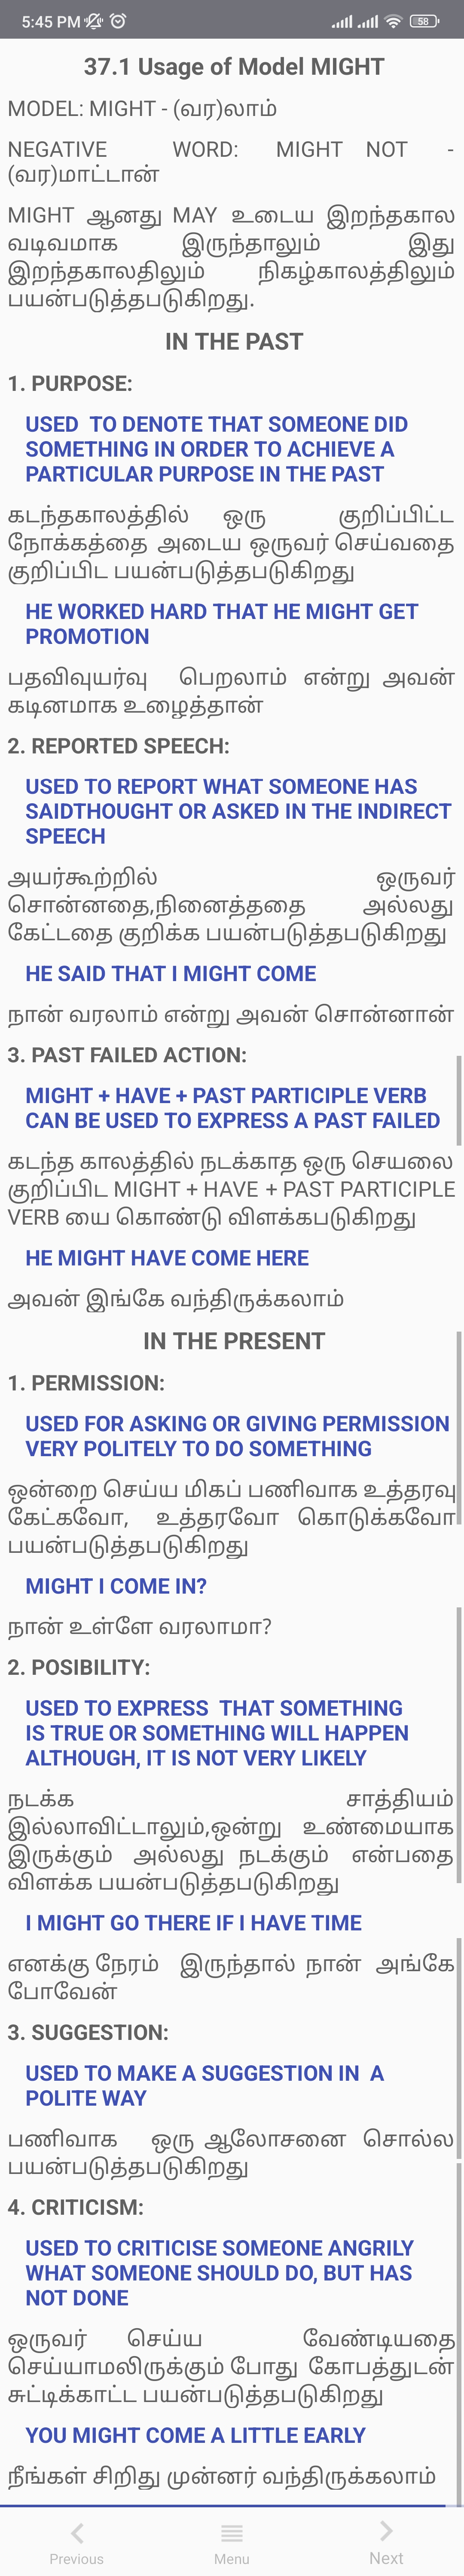 5:45 PM
58
37.1 Usage of Model MIGHT
MODEL: MIGHT - (வர)லாம்
NEGATIVE WORD: MIGHT NOT -
(வர)மாட்டான்
MIGHT ஆனது MAY உடைய இறந்தகால
வடிவமாக இருந்தாலும் இது
இறந்தகாலதிலும் நிகழ்காலத்திலும்
பயன்படுத்தபடுகிறது.
IN THE PAST
1. PURPOSE:
USED TO DENOTE THAT SOMEONE DID
SOMETHING IN ORDER TO ACHIEVE A
PARTICULAR PURPOSE IN THE PAST
கடந்தகாலத்தில் ஒரு குறிப்பிட்ட
நோக்கத்தை அடைய ஒருவர் செய்வதை
குறிப்பிட பயன்படுத்தபடுகிறது
HE WORKED HARD THAT HE MIGHT GET
PROMOTION
பதவிவுயர்வு பெறலாம் என்று அவன்
கடினமாக உழைத்தான்
2. REPORTED SPEECH:
USED TO REPORT WHAT SOMEONE HAS
SAIDTHOUGHT OR ASKED IN THE INDIRECT
SPEECH
அயர்கூற்றில் ஒருவர்
சொன்னதை,நினைத்ததை அல்லது
கேட்டதை குறிக்க பயன்படுத்தபடுகிறது
HE SAID THAT I MIGHT COME
நான் வரலாம் என்று அவன் சொன்னான்
3. PAST FAILED ACTION:
MIGHT + HAVE + PAST PARTICIPLE VERB
CAN BE USED TO EXPRESS A PAST FAILED
கடந்த காலத்தில் நடக்காத ஒரு செயலை
குறிப்பிட MIGHT + HAVE + PAST PARTICIPLE
VERB யை கொண்டு விளக்கபடுகிறது
HE MIGHT HAVE COME HERE
அவன் இங்கே வந்திருக்கலாம்
IN THE PRESENT
1. PERMISSION:
USED FOR ASKING OR GIVING PERMISSION
VERY POLITELY TO DO SOMETHING
ஒன்றை செய்ய மிகப் பணிவாக உத்தரவு
கேட்கவோ, உத்தரவோ கொடுக்கவோ
பயன்படுத்தபடுகிறது
MIGHT I COME IN?
நான் உள்ளே வரலாமா?
2. POSIBILITY:
USED TO EXPRESS THAT SOMETHING
IS TRUE OR SOMETHING WILL HAPPEN
ALTHOUGH, IT IS NOT VERY LIKELY
நடக்க சாத்தியம்
இல்லாவிட்டாலும்,ஒன்று உண்மையாக
இருக்கும் அல்லது நடக்கும் என்பதை
விளக்க பயன்படுத்தபடுகிறது
I MIGHT GO THERE IF I HAVE TIME
எனக்கு நேரம் இருந்தால் நான் அங்கே
போவேன்
3. SUGGESTION:
USED TO MAKE A SUGGESTION IN A
POLITE WAY
பணிவாக ஒரு ஆலோசனை சொல்ல
பயன்படுத்தபடுகிறது
4. CRITICISM:
USED TO CRITICISE SOMEONE ANGRILY
WHAT SOMEONE SHOULD DO, BUT HAS
NOT DONE
ஒருவர் செய்ய வேண்டியதை
செய்யாமலிருக்கும் போது கோபத்துடன்
சுட்டிக்காட்ட பயன்படுத்தபடுகிறது
YOU MIGHT COME A LITTLE EARLY
நீங்கள் சிறிது முன்னர் வந்திருக்கலாம்
Previous
Menu
Next